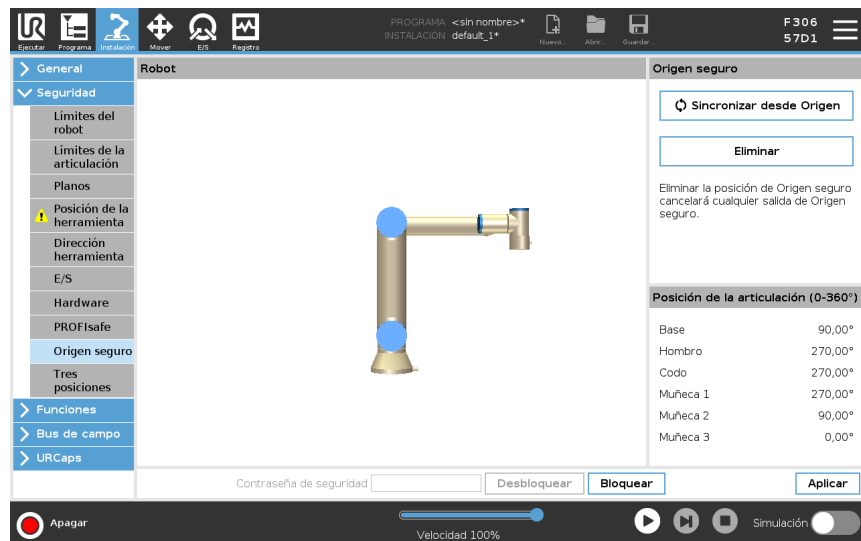 PROGRAMA <sin nombre>*
INSTALACIÓN default_1*
F306
57D1
Ejecutar Programa Instalación Mover E/S Registro Nuevo... Abrir... Guardar...
General
Seguridad
Límites del
robot
Límites de la
articulación
Planos
Posición de la
herramienta
Dirección
herramienta
E/S
Hardware
PROFIsafe
Origen seguro
Tres
posiciones
Funciones
Bus de campo
URCaps
Robot
Origen seguro
Sincronizar desde Origen
Eliminar
Eliminar la posición de Origen seguro
cancelará cualquier salida de Origen
seguro.
Posición de la articulación (0-360°)
Base 90,00°
Hombro 270,00°
Codo 270,00°
Muñeca 1 270,00°
Muñeca 2 90,00°
Muñeca 3 0,00°
Contraseña de seguridad Desbloquear Bloquear Aplicar
Apagar
Velocidad 100%
Simulación